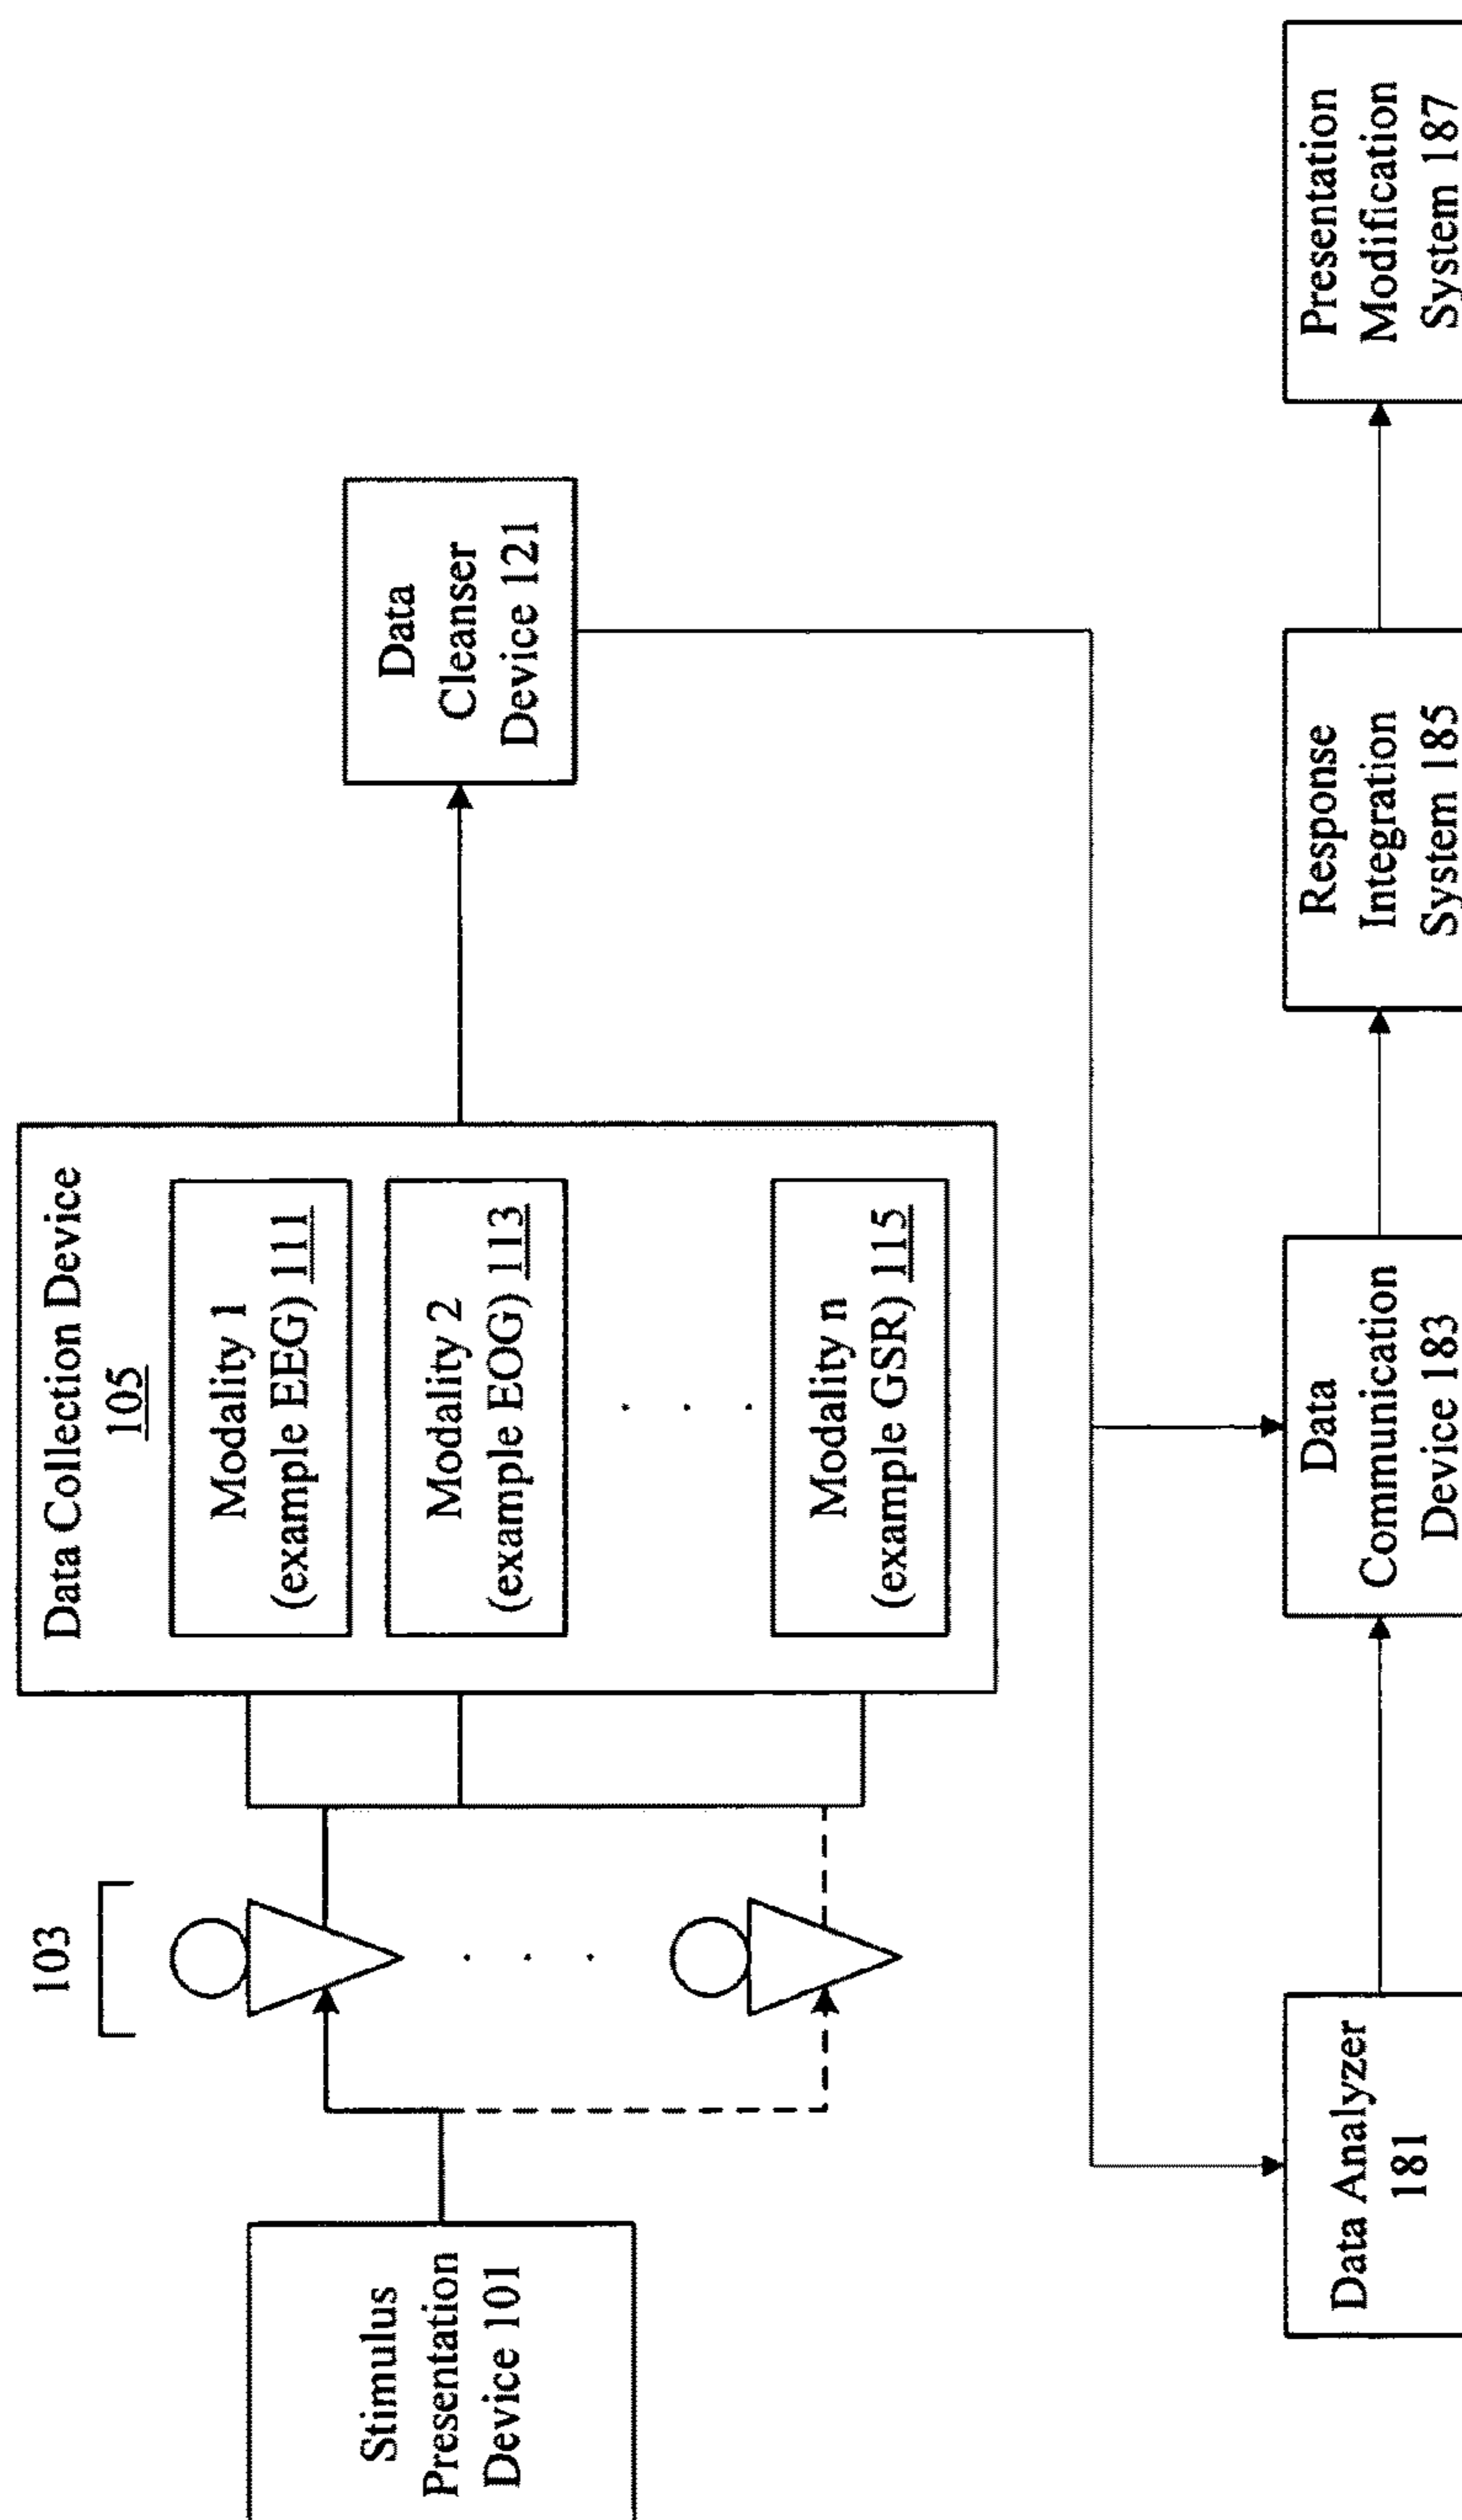 Stimulus
Presentation
Device 101
103
Data Collection Device
105
Modality 1
(example EEG) 111
Modality 2
(example EOG) 113
Modality n
(example GSR) 115
Data
Cleanser
Device 121
Data Analyzer
181
Data
Communication
Device 183
Response
Integration
System 185
Presentation
Modification
System 187